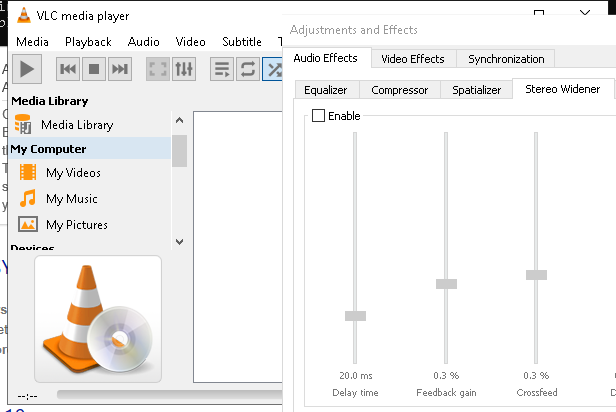 VLC media player
Media Playback Audio Video Subtitle
Media Library
Media Library
My Computer
My Videos
My Music
My Pictures
Devices
--:--
Adjustments and Effects
Audio Effects Video Effects Synchronization
Equalizer Compressor Spatializer Stereo Widener
Enable
20.0 ms 0.3 % 0.3 %
Delay time Feedback gain Crossfeed